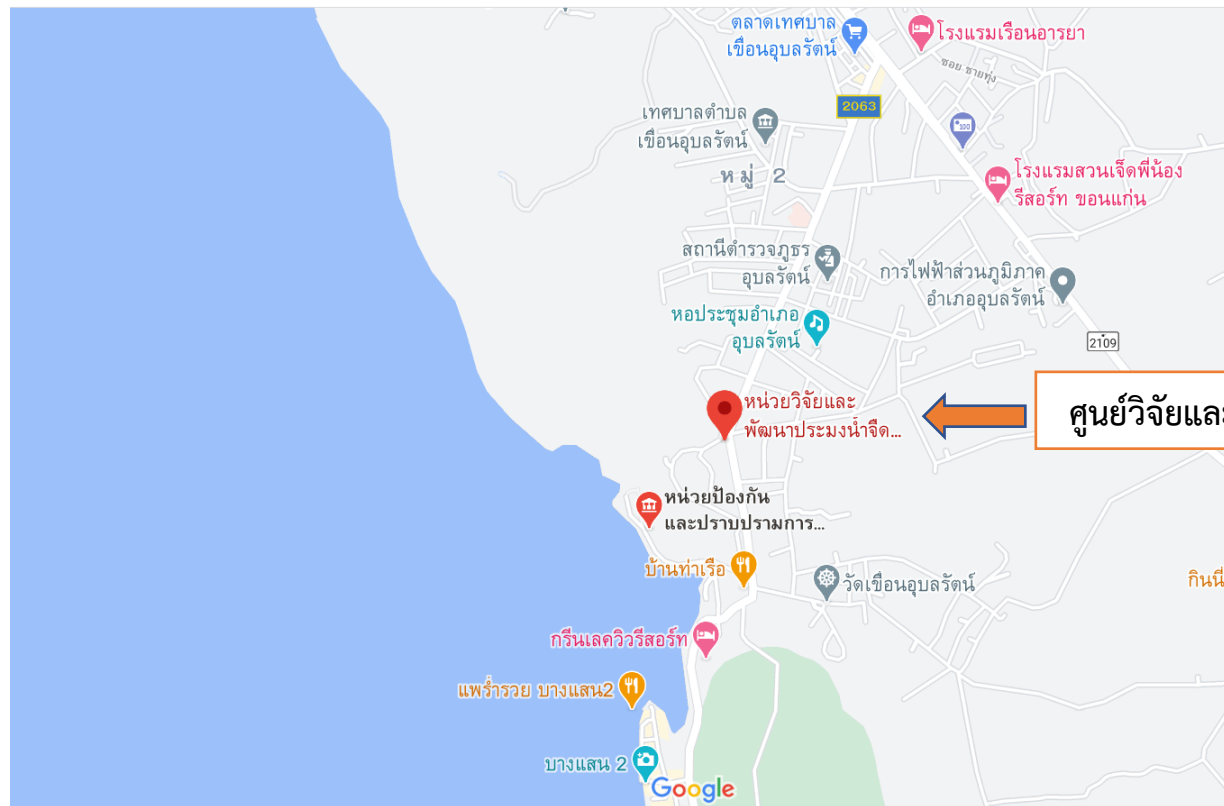 ตลาดเทศบาล
เขื่อนอุบลรัตน์
โรงแรมเรือนอารยา
ซอย ชายทุ่ง
2063
เทศบาลตำบล
เขื่อนอุบลรัตน์
หมู่ 2
โรงแรมสวนเจ็ดพี่น้อง
รีสอร์ท ขอนแก่น
สถานีตำรวจภูธร
อุบลรัตน์
การไฟฟ้าส่วนภูมิภาค
อำเภออุบลรัตน์
หอประชุมอำเภอ
อุบลรัตน์
2109
หน่วยวิจัยและ
พัฒนาประมงน้ำจืด...
ศูนย์วิจัยและ
หน่วยป้องกัน
และปราบปรามการ...
บ้านท่าเรือ
วัดเขื่อนอุบลรัตน์
กินนี่
กรีนเลควิวรีสอร์ท
แพร่ำรวย บางแสน2
บางแสน 2
Google